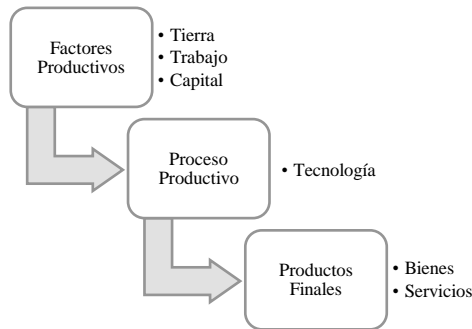 Factores
Productivos
• Tierra
• Trabajo
• Capital
Proceso
Productivo
• Tecnología
Productos
Finales
• Bienes
• Servicios